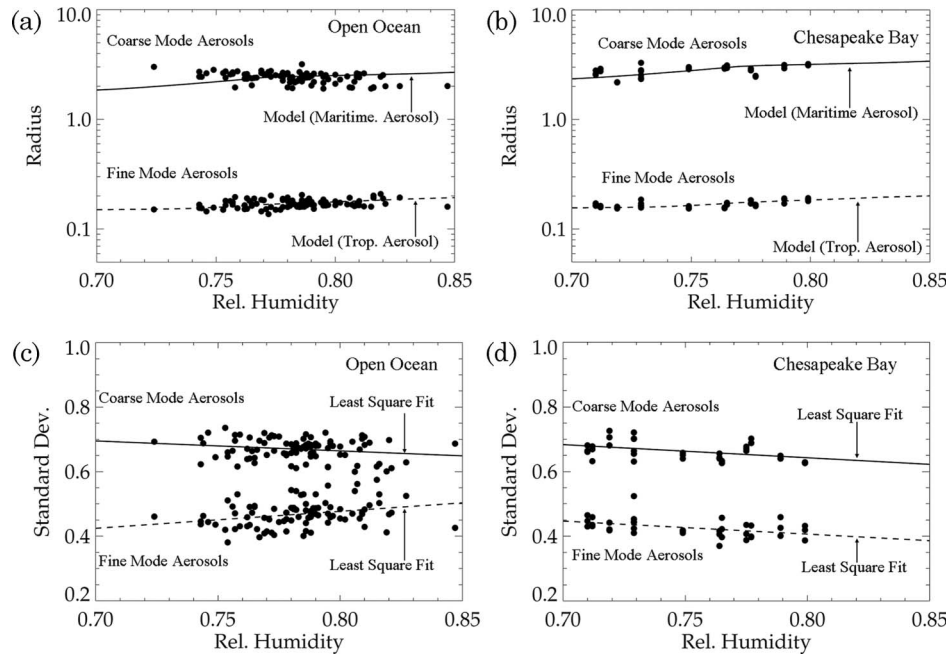 (a)
Open Ocean
10.0
Coarse Mode Aerosols
1.0
Model (Maritime. Aerosol)
Radius
Fine Mode Aerosols
0.1
Model (Trop. Aerosol)
0.70 0.75 0.80 0.85
Rel. Humidity
(b)
Chesapeake Bay
10.0
Coarse Mode Aerosols
1.0
Model (Maritime Aerosol)
Radius
Fine Mode Aerosols
0.1
Model (Trop. Aerosol)
0.70 0.75 0.80 0.85
Rel. Humidity
(c)
1.0
Open Ocean
0.8
Coarse Mode Aerosols
Least Square Fit
0.6
Standard Dev.
0.4
Fine Mode Aerosols
Least Square Fit
0.2
0.70 0.75 0.80 0.85
Rel. Humidity
(d)
1.0
Chesapeake Bay
0.8
Coarse Mode Aerosols
Least Square Fit
0.6
Standard Dev.
0.4
Fine Mode Aerosols
Least Square Fit
0.2
0.70 0.75 0.80 0.85
Rel. Humidity